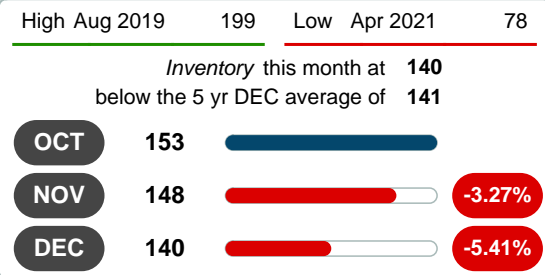 High Aug 2019 199 Low Apr 2021 78
Inventory this month at 140
below the 5 yr DEC average of 141
OCT 153
NOV 148 -3.27%
DEC 140 -5.41%